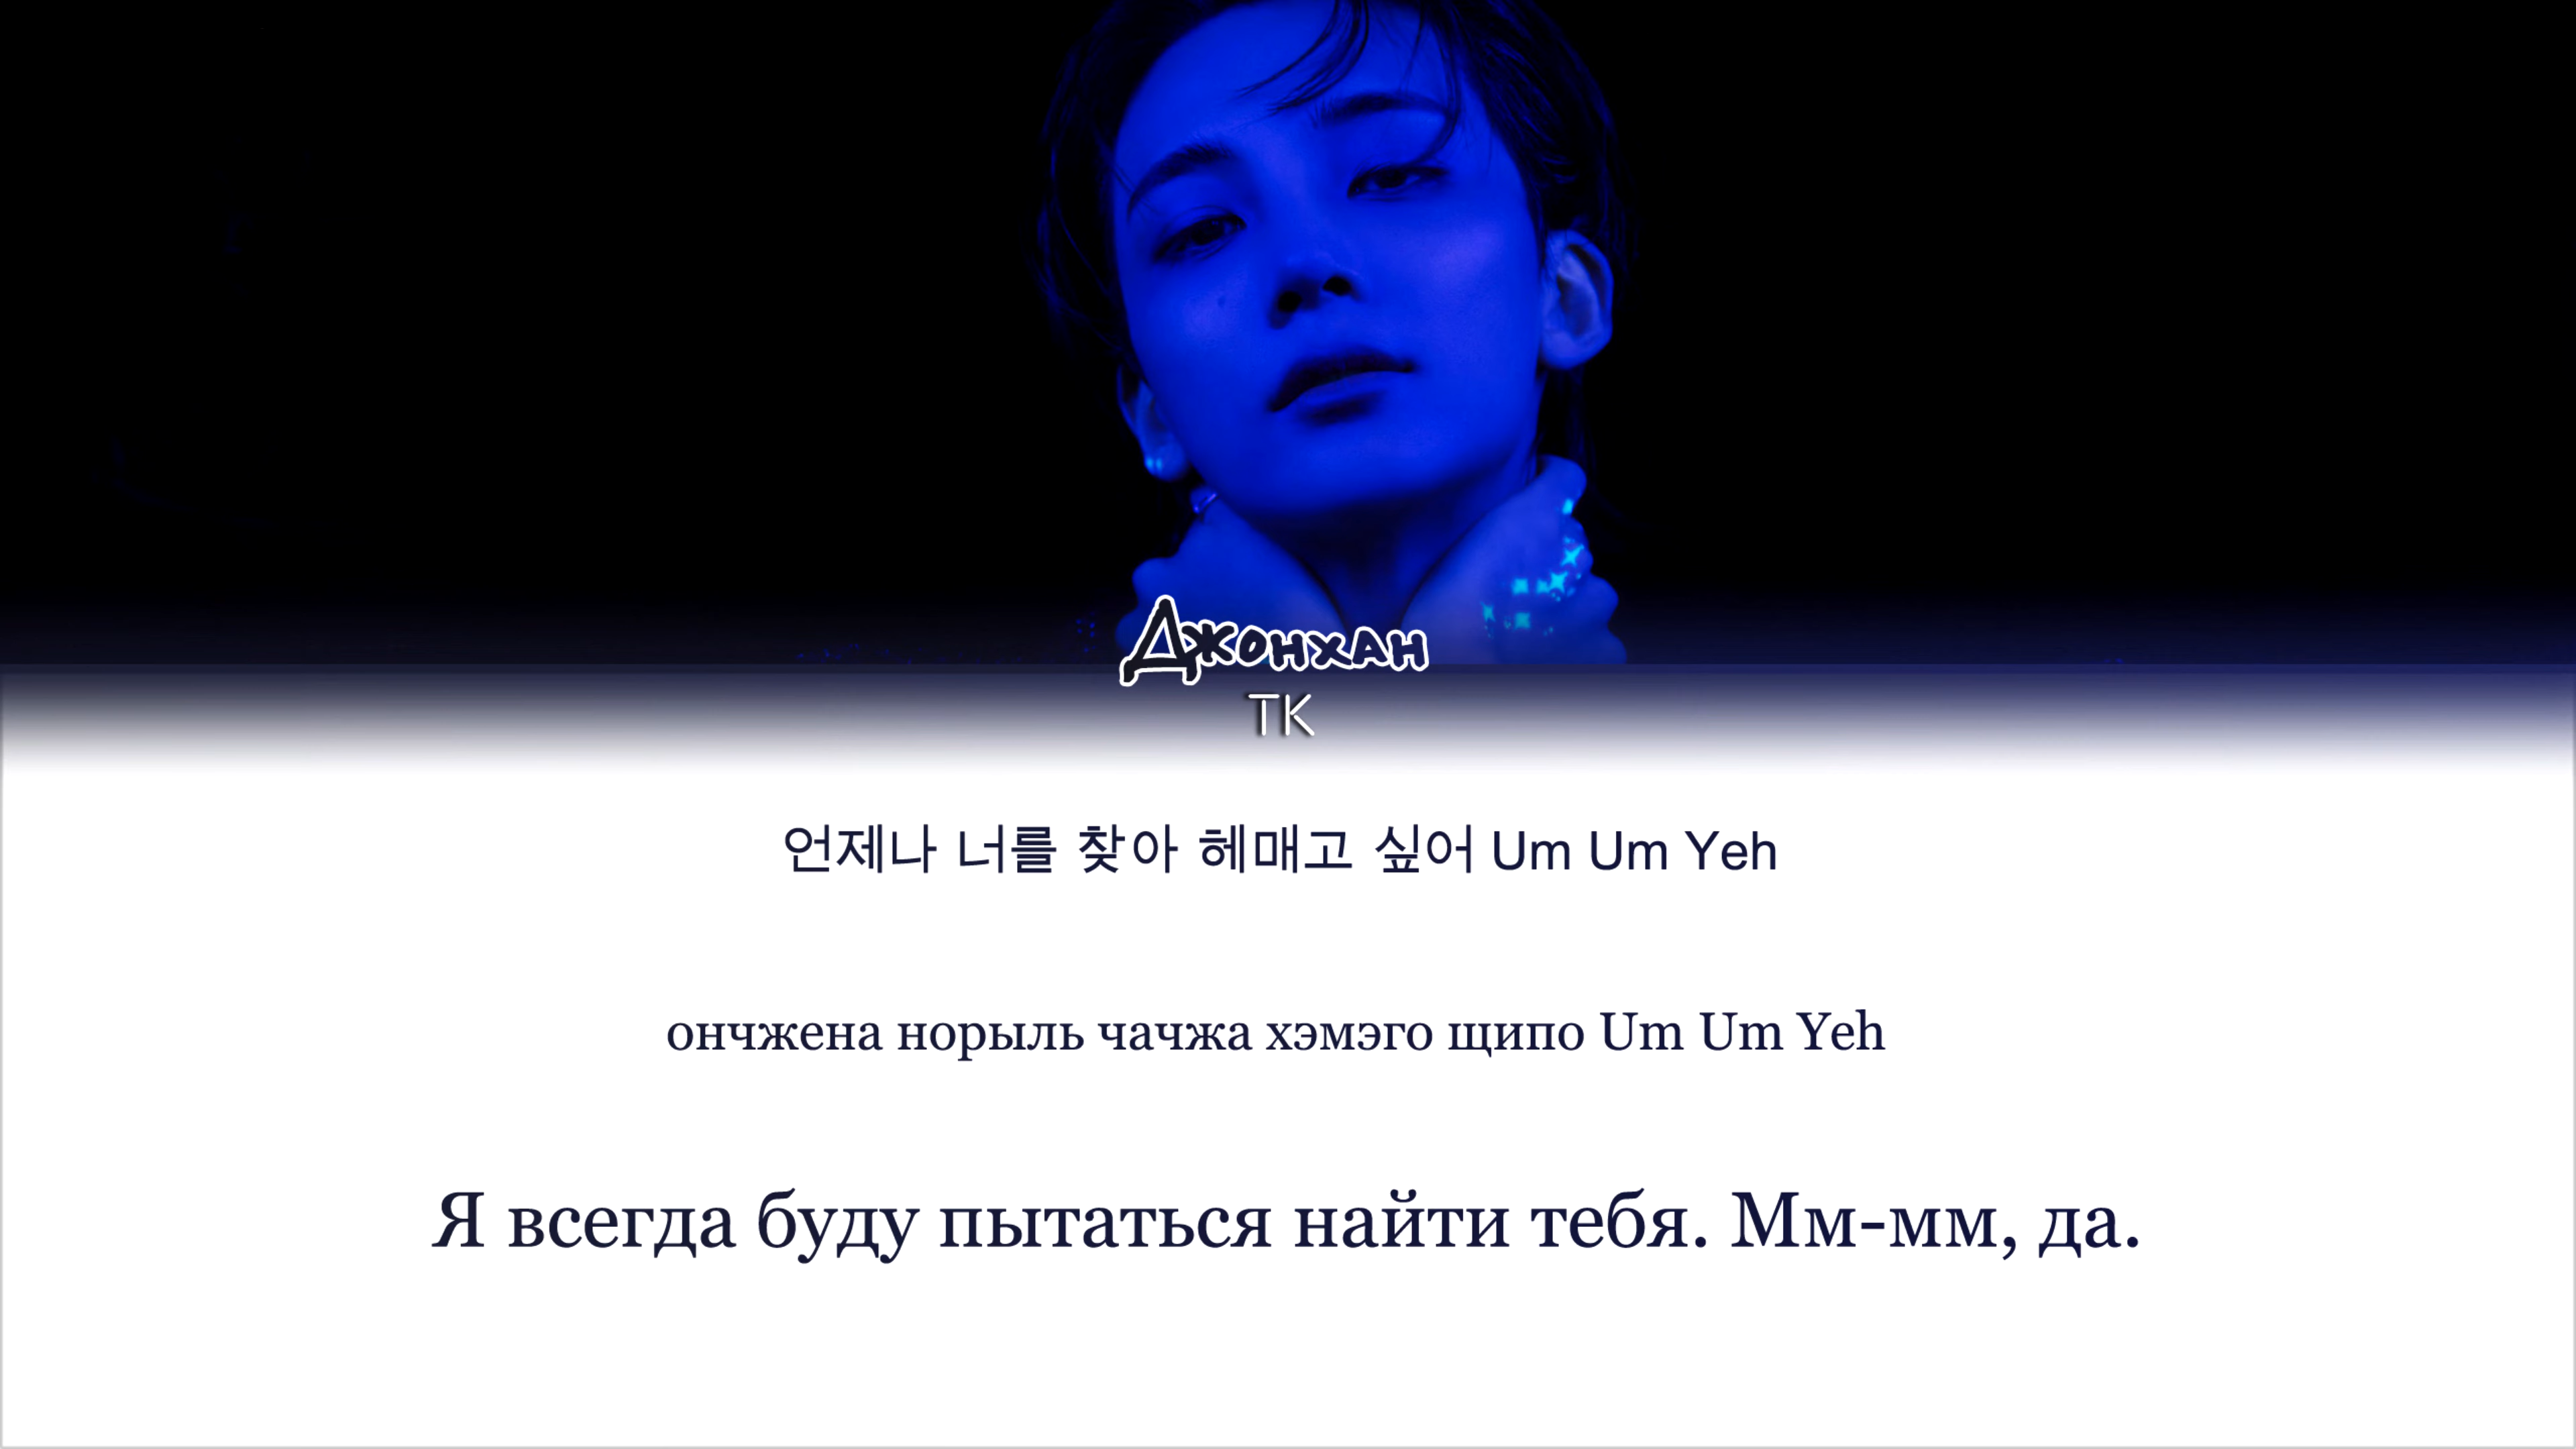 Джонхан
TK
언제나 너를 찾아 헤매고 싶어 Um Um Yeh
ончжена норыль чачжа хэмэго щипо Um Um Yeh
Я всегда буду пытаться найти тебя. Мм-мм, да.